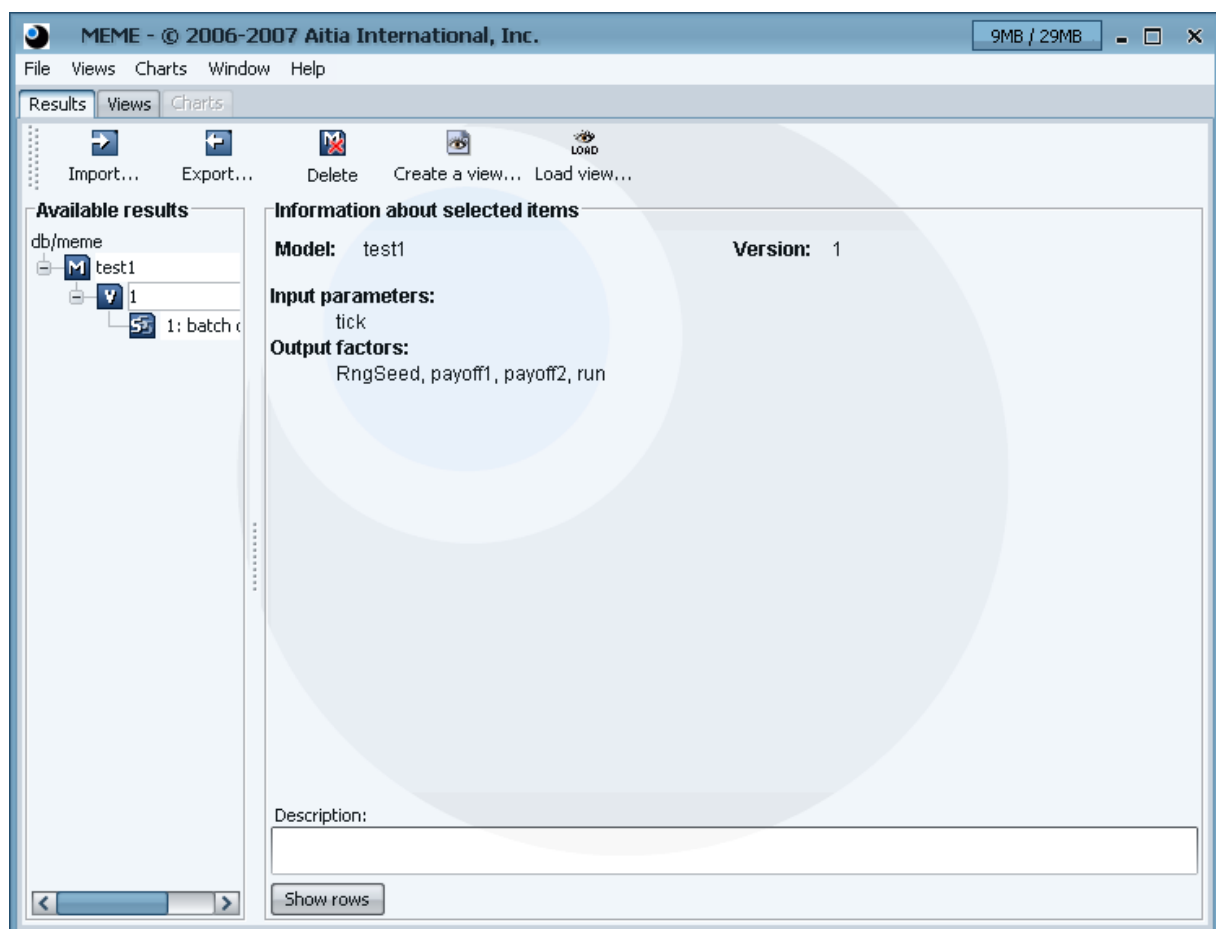 MEME - © 2006-2007 Aitia International, Inc. 9MB / 29MB
File Views Charts Window Help
Results Views Charts
LOAD
Import... Export... Delete Create a view... Load view...
Available results
db/meme
M test1
V 1
1: batch
Information about selected items
Model: test1 Version: 1
Input parameters:
tick
Output factors:
RngSeed, payoff1, payoff2, run
Description:
Show rows